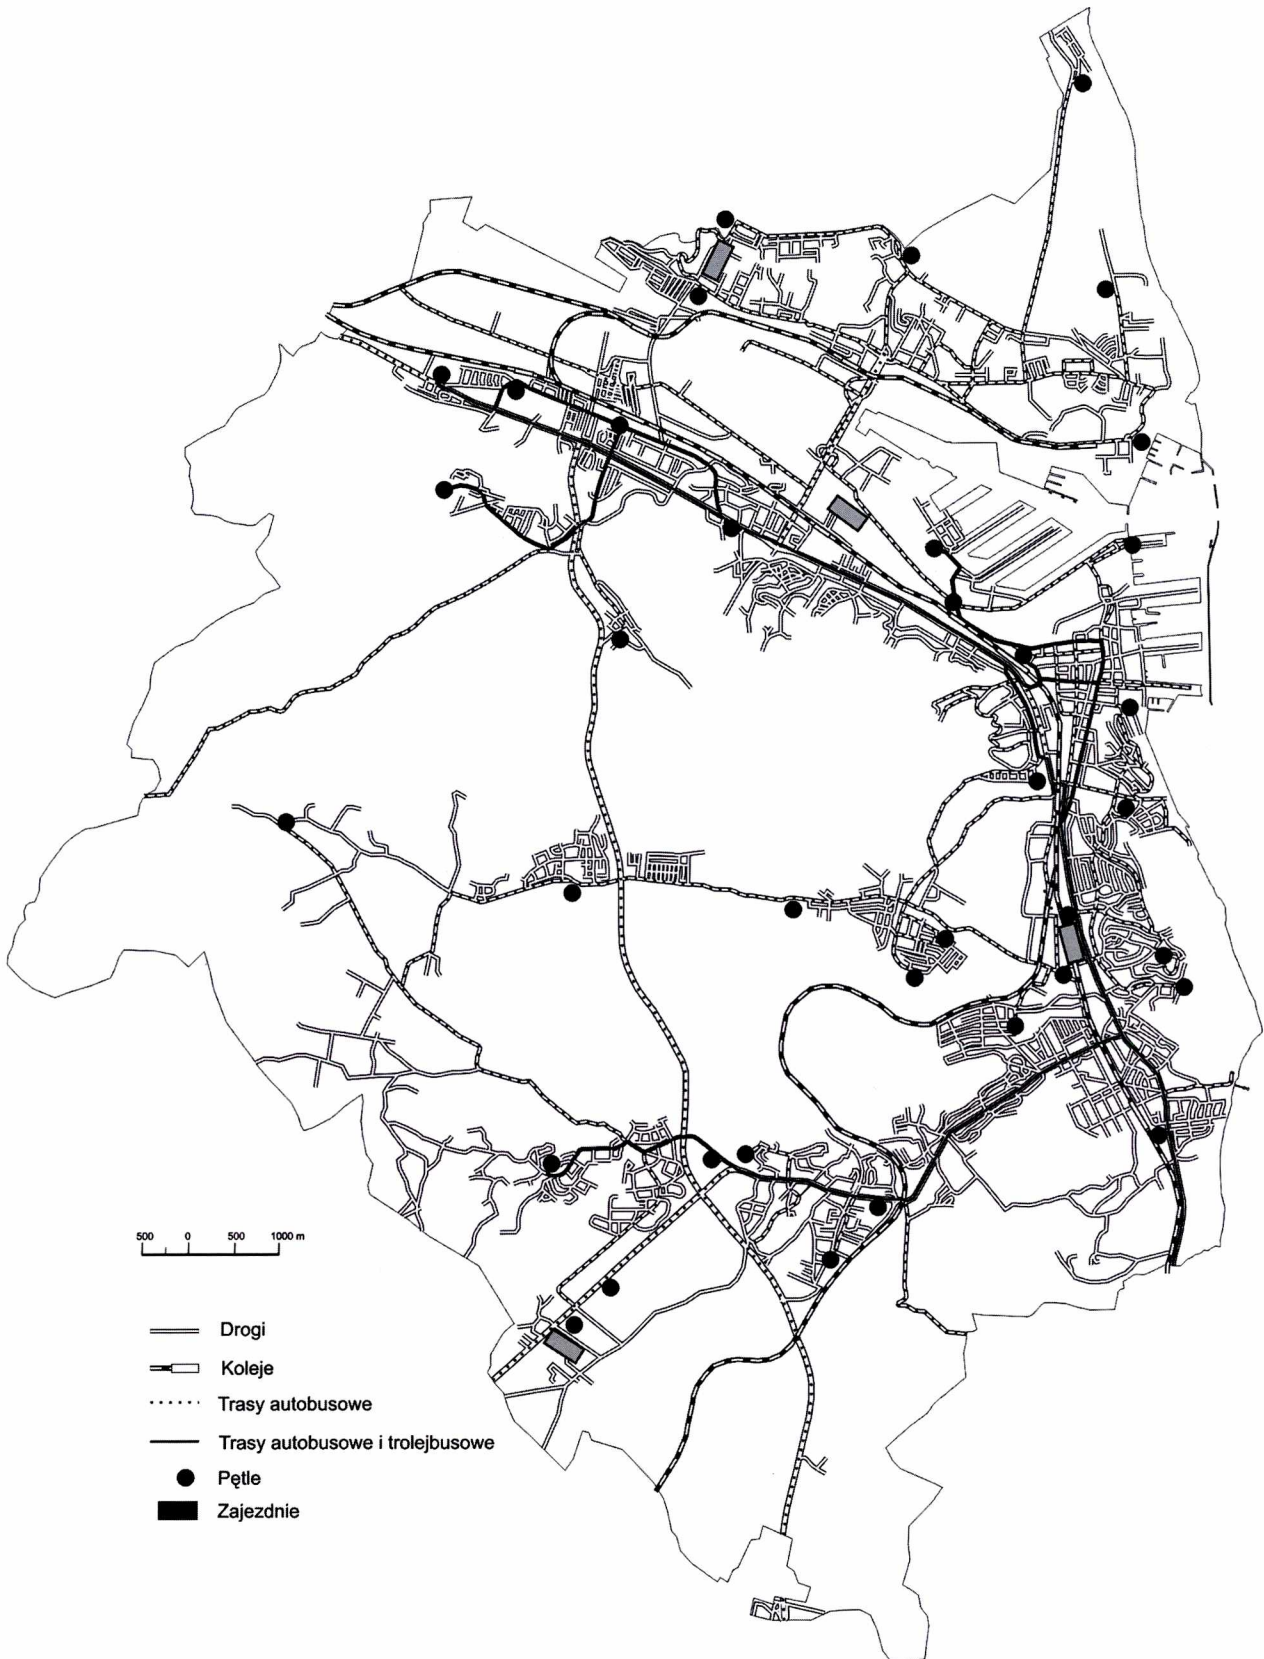 500 0 500 1000 m
Drogi
Koleje
Trasy autobusowe
Trasy autobusowe i trolejbusowe
Pętle
Zajezdnie